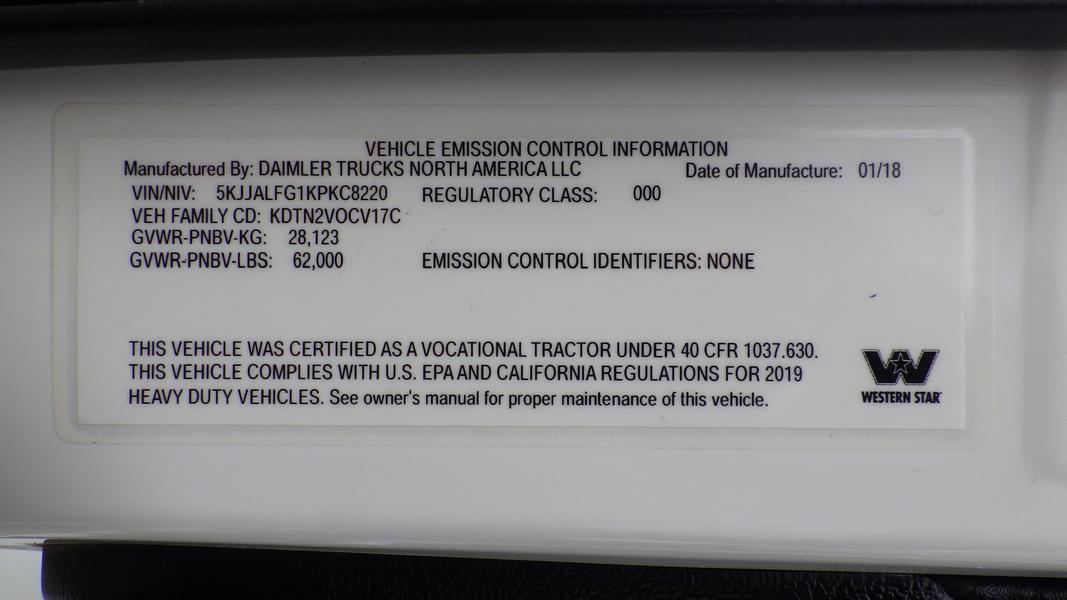 VEHICLE EMISSION CONTROL INFORMATION
Manufactured By: DAIMLER TRUCKS NORTH AMERICA LLC Date of Manufacture: 01/18
VIN/NIV: 5KJJALFG1KPKC8220 REGULATORY CLASS: 000
VEH FAMILY CD: KDTN2VOCV17C
GVWR-PNBV-KG: 28,123
GVWR-PNBV-LBS: 62,000 EMISSION CONTROL IDENTIFIERS: NONE
THIS VEHICLE WAS CERTIFIED AS A VOCATIONAL TRACTOR UNDER 40 CFR 1037.630.
THIS VEHICLE COMPLIES WITH U.S. EPA AND CALIFORNIA REGULATIONS FOR 2019
HEAVY DUTY VEHICLES. See owner's manual for proper maintenance of this vehicle.
WESTERN STAR